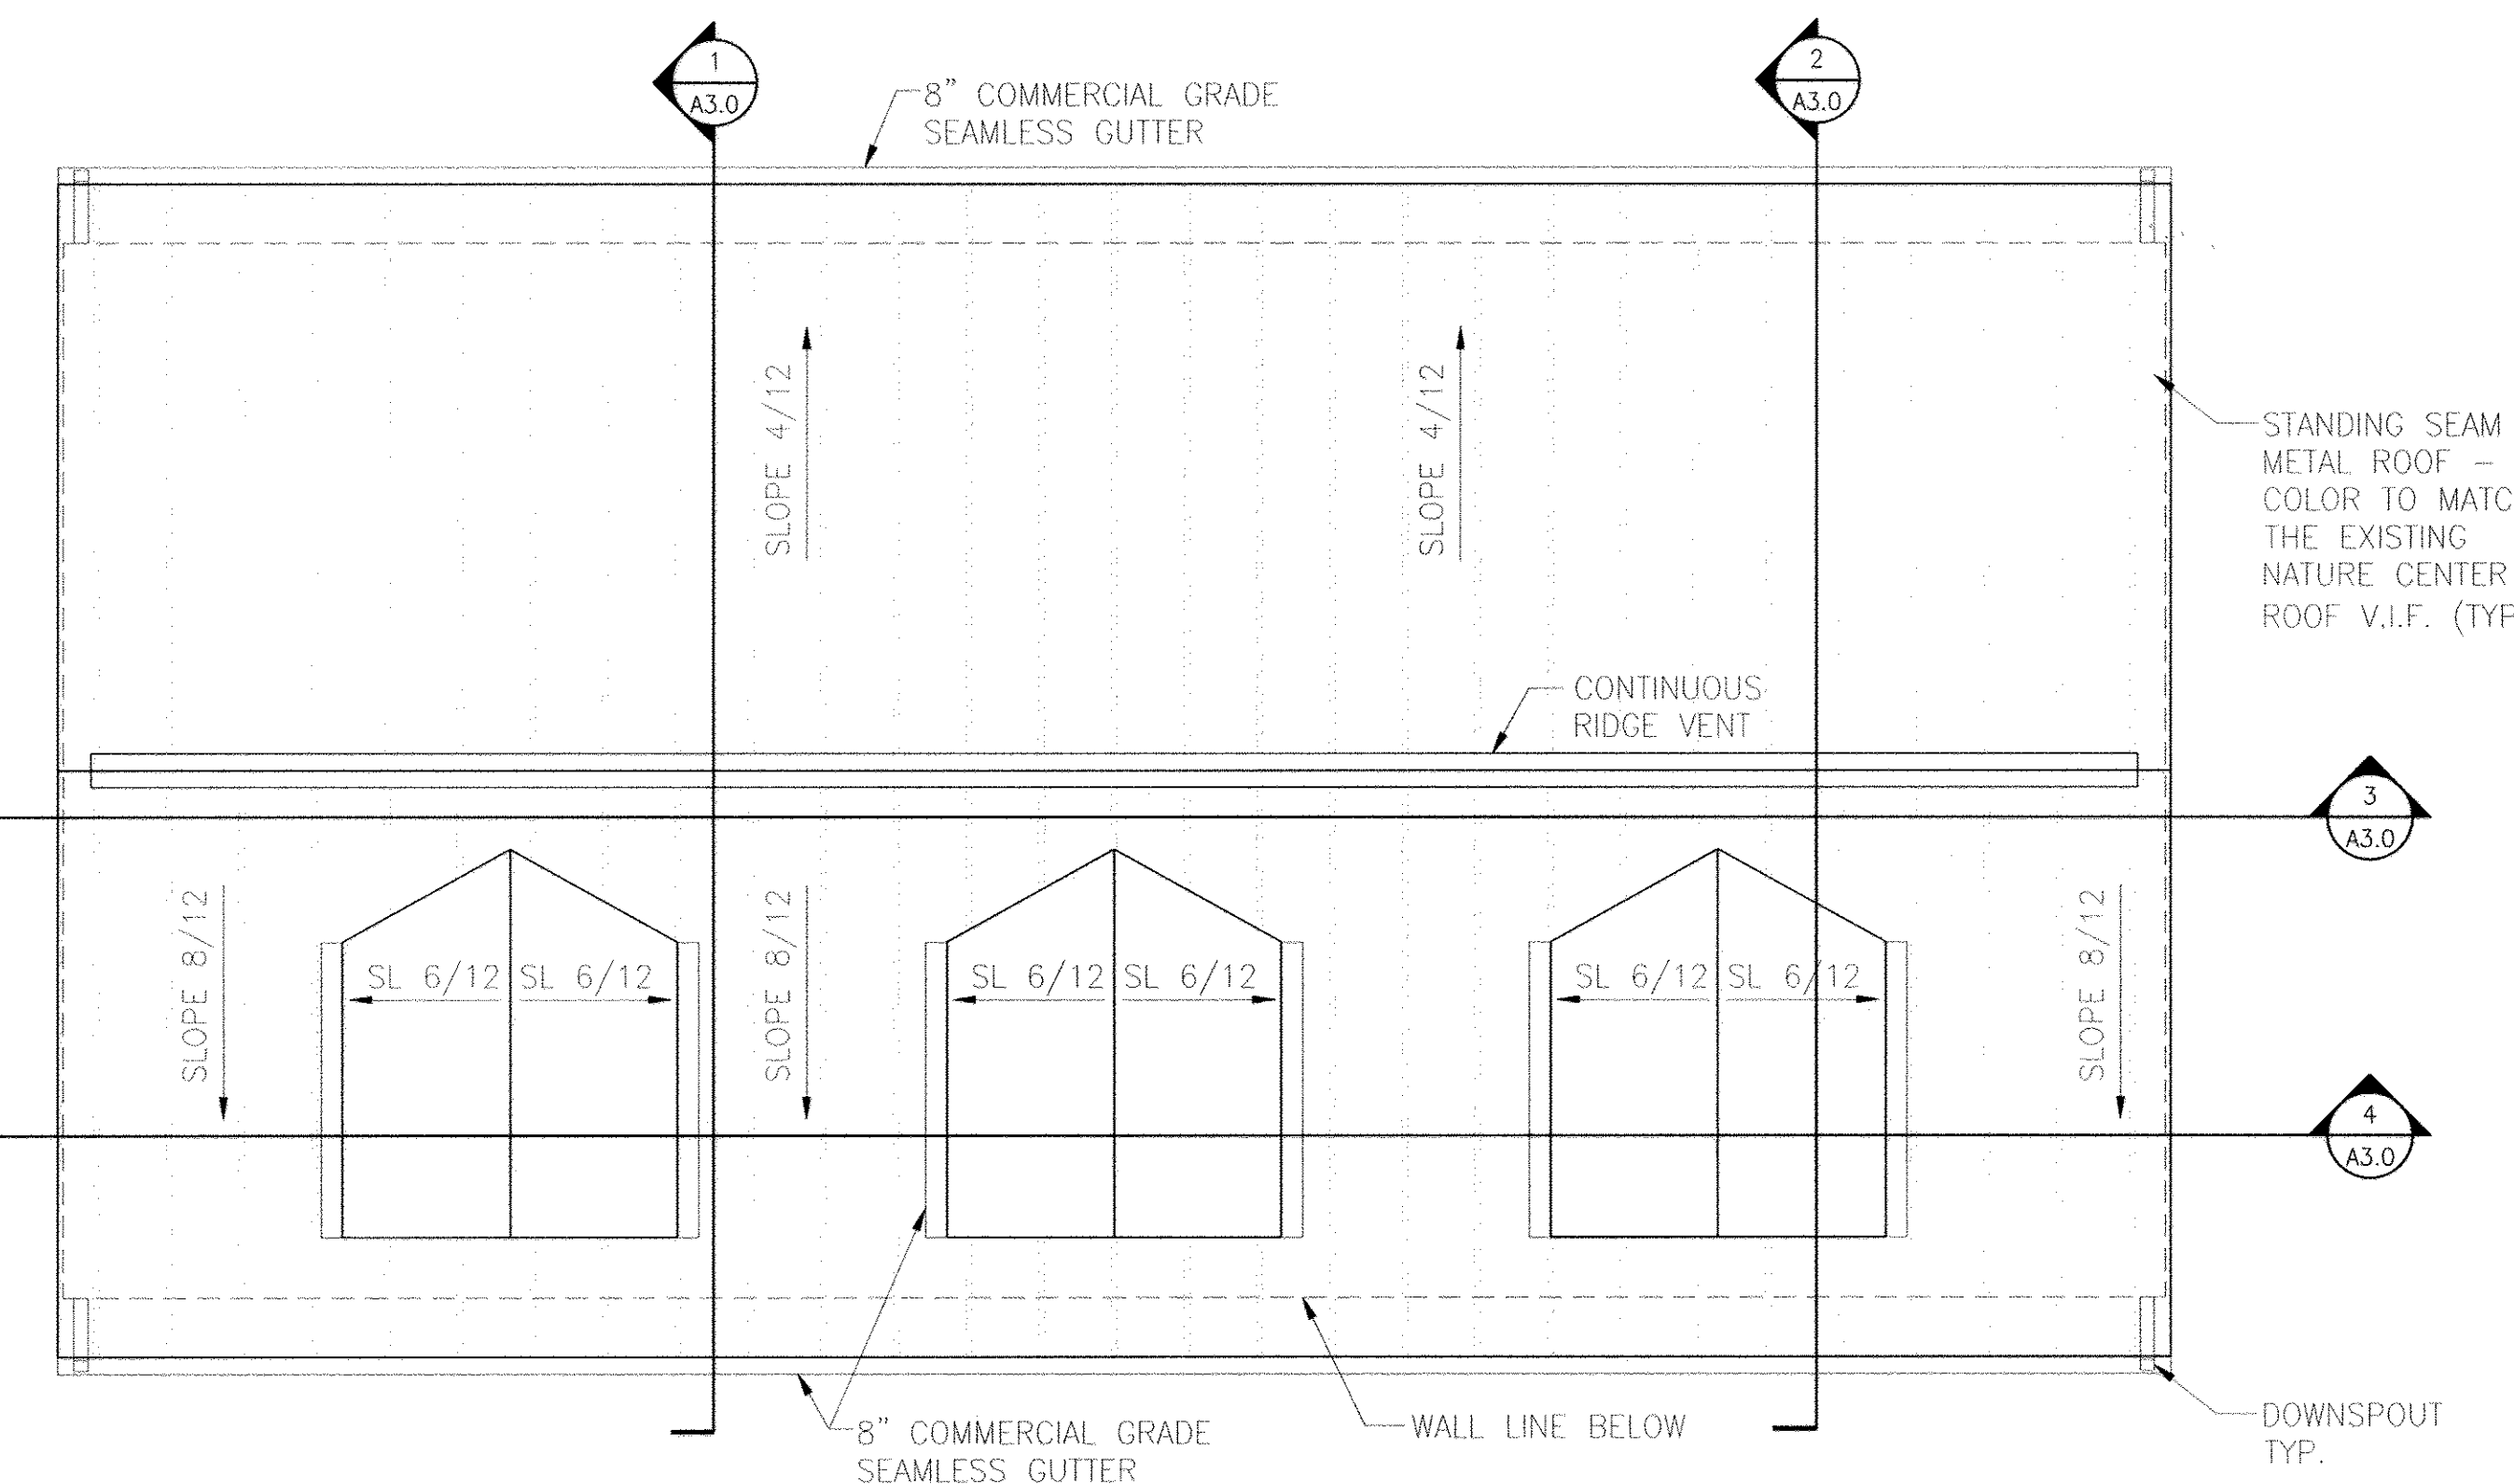 1
A3.0
2
A3.0
8" COMMERCIAL GRADE
SEAMLESS GUTTER
SLOPE 4/12
SLOPE 4/12
STANDING SEAM
METAL ROOF –
COLOR TO MATC
THE EXISTING
NATURE CENTER
ROOF V.I.F. (TYP
CONTINUOUS
RIDGE VENT
3
A3.0
SLOPE 8/12
SL 6/12
SL 6/12
SLOPE 8/12
SL 6/12
SL 6/12
SL 6/12
SL 6/12
SLOPE 8/12
4
A3.0
8" COMMERCIAL GRADE
SEAMLESS GUTTER
WALL LINE BELOW
DOWNSPOUT
TYP.